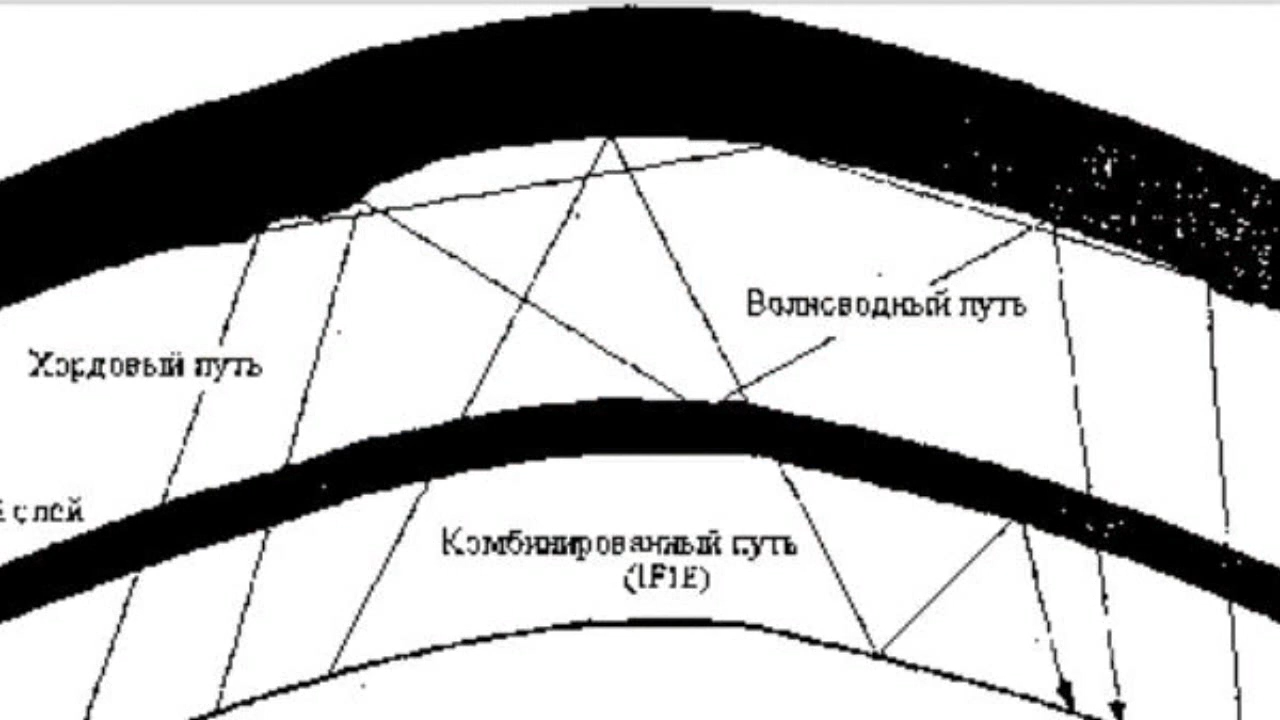 Волноводный путь
Хордовый путь
слой
Комбинированный путь
(1F1E)